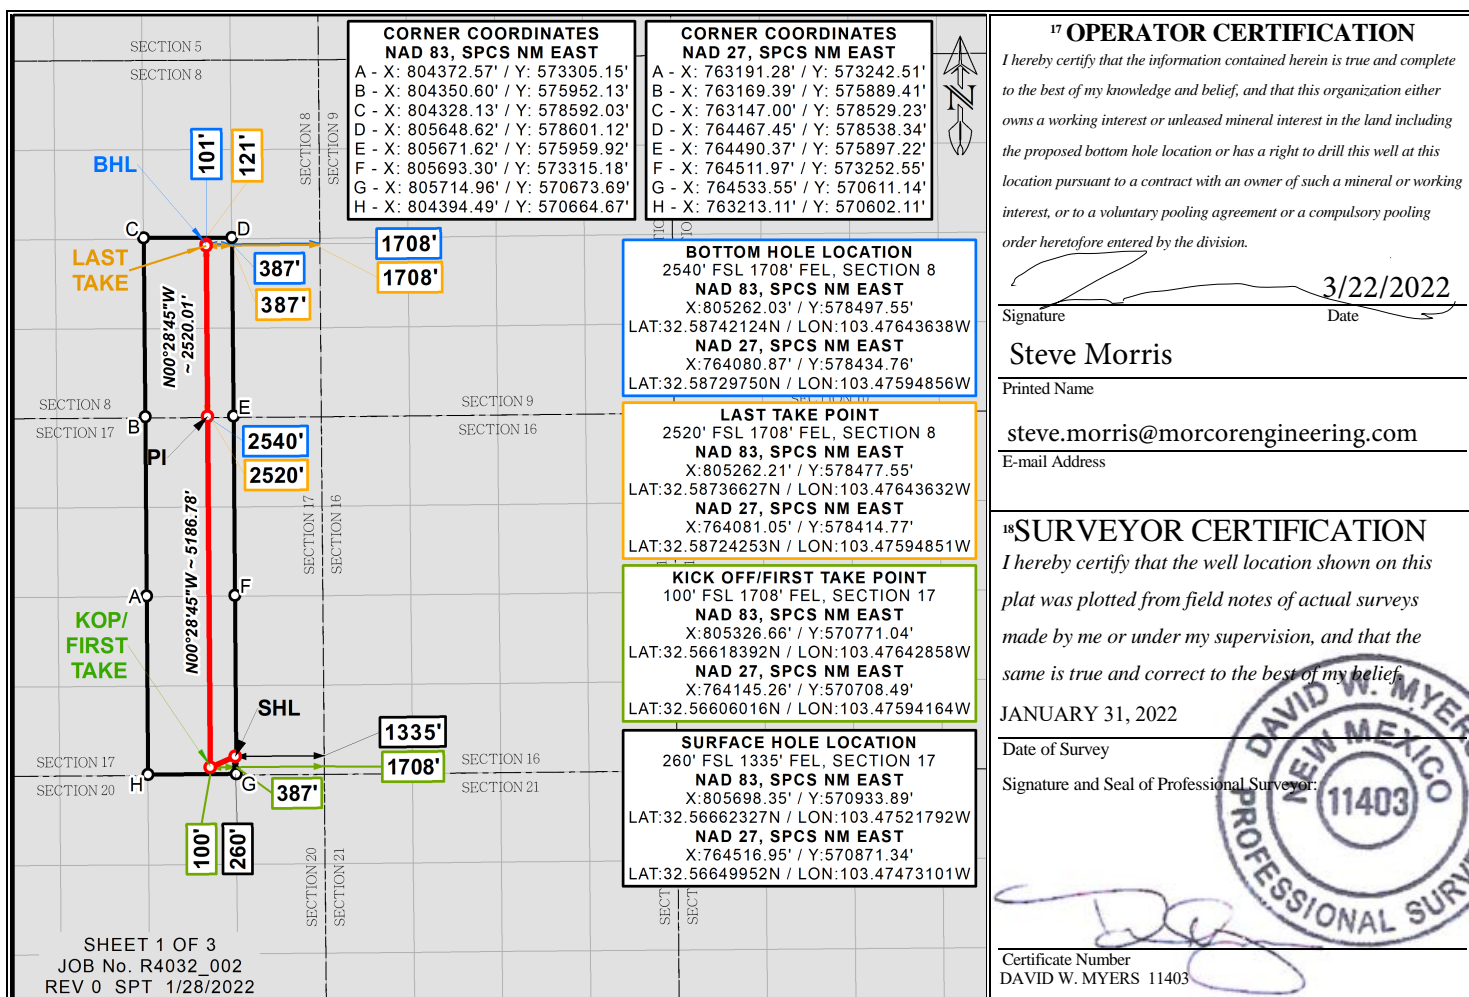 SECTION 5
SECTION 8
SECTION 8
SECTION 9
CORNER COORDINATES
NAD 83, SPCS NM EAST
A - X: 804372.57' / Y: 573305.15'
B - X: 804350.60' / Y: 575952.13'
C - X: 804328.13' / Y: 578592.03'
D - X: 805648.62' / Y: 578601.12'
E - X: 805671.62' / Y: 575959.92'
F - X: 805693.30' / Y: 573315.18'
G - X: 805714.96' / Y: 570673.69'
H - X: 804394.49' / Y: 570664.67'
CORNER COORDINATES
NAD 27, SPCS NM EAST
A - X: 763191.28' / Y: 573242.51'
B - X: 763169.39' / Y: 575889.41'
C - X: 763147.00' / Y: 578529.23'
D - X: 764467.45' / Y: 578538.34'
E - X: 764490.37' / Y: 575897.22'
F - X: 764511.97' / Y: 573252.55'
G - X: 764533.55' / Y: 570611.14'
H - X: 763213.11' / Y: 570602.11'
N
BHL
101'
121'
C
D
LAST
TAKE
1708'
387'
1708'
387'
N00°28'45"W
~ 2520.01'
SECTION 8
SECTION 9
B
E
SECTION 17
SECTION 16
PI
2540'
2520'
SECTION 17
SECTION 16
N00°28'45"W ~ 5186.78'
A
F
KOP/
FIRST
TAKE
SHL
1335'
SECTION 17
SECTION 16
1708'
H
G
SECTION 20
SECTION 21
387'
100'
260'
SECTION 20
SECTION 21
BOTTOM HOLE LOCATION
2540' FSL 1708' FEL, SECTION 8
NAD 83, SPCS NM EAST
X:805262.03' / Y:578497.55'
LAT:32.58742124N / LON:103.47643638W
NAD 27, SPCS NM EAST
X:764080.87' / Y:578434.76'
LAT:32.58729750N / LON:103.47594856W
LAST TAKE POINT
2520' FSL 1708' FEL, SECTION 8
NAD 83, SPCS NM EAST
X:805262.21' / Y:578477.55'
LAT:32.58736627N / LON:103.47643632W
NAD 27, SPCS NM EAST
X:764081.05' / Y:578414.77'
LAT:32.58724253N / LON:103.47594851W
KICK OFF/FIRST TAKE POINT
100' FSL 1708' FEL, SECTION 17
NAD 83, SPCS NM EAST
X:805326.66' / Y:570771.04'
LAT:32.56618392N / LON:103.47642858W
NAD 27, SPCS NM EAST
X:764145.26' / Y:570708.49'
LAT:32.56606016N / LON:103.47594164W
SURFACE HOLE LOCATION
260' FSL 1335' FEL, SECTION 17
NAD 83, SPCS NM EAST
X:805698.35' / Y:570933.89'
LAT:32.56662327N / LON:103.47521792W
NAD 27, SPCS NM EAST
X:764516.95' / Y:570871.34'
LAT:32.56649952N / LON:103.47473101W
SHEET 1 OF 3
JOB No. R4032_002
REV 0 SPT 1/28/2022
17 OPERATOR CERTIFICATION
I hereby certify that the information contained herein is true and complete
to the best of my knowledge and belief, and that this organization either
owns a working interest or unleased mineral interest in the land including
the proposed bottom hole location or has a right to drill this well at this
location pursuant to a contract with an owner of such a mineral or working
interest, or to a voluntary pooling agreement or a compulsory pooling
order heretofore entered by the division.
3/22/2022
Signature Date
Steve Morris
Printed Name
steve.morris@morcorengineering.com
E-mail Address
18SURVEYOR CERTIFICATION
I hereby certify that the well location shown on this
plat was plotted from field notes of actual surveys
made by me or under my supervision, and that the
same is true and correct to the best of my belief.
JANUARY 31, 2022
Date of Survey
Signature and Seal of Professional Surveyor:
DAVID W. MYERS
NEW MEXICO
11403
PROFESSIONAL SURV
Certificate Number
DAVID W. MYERS 11403